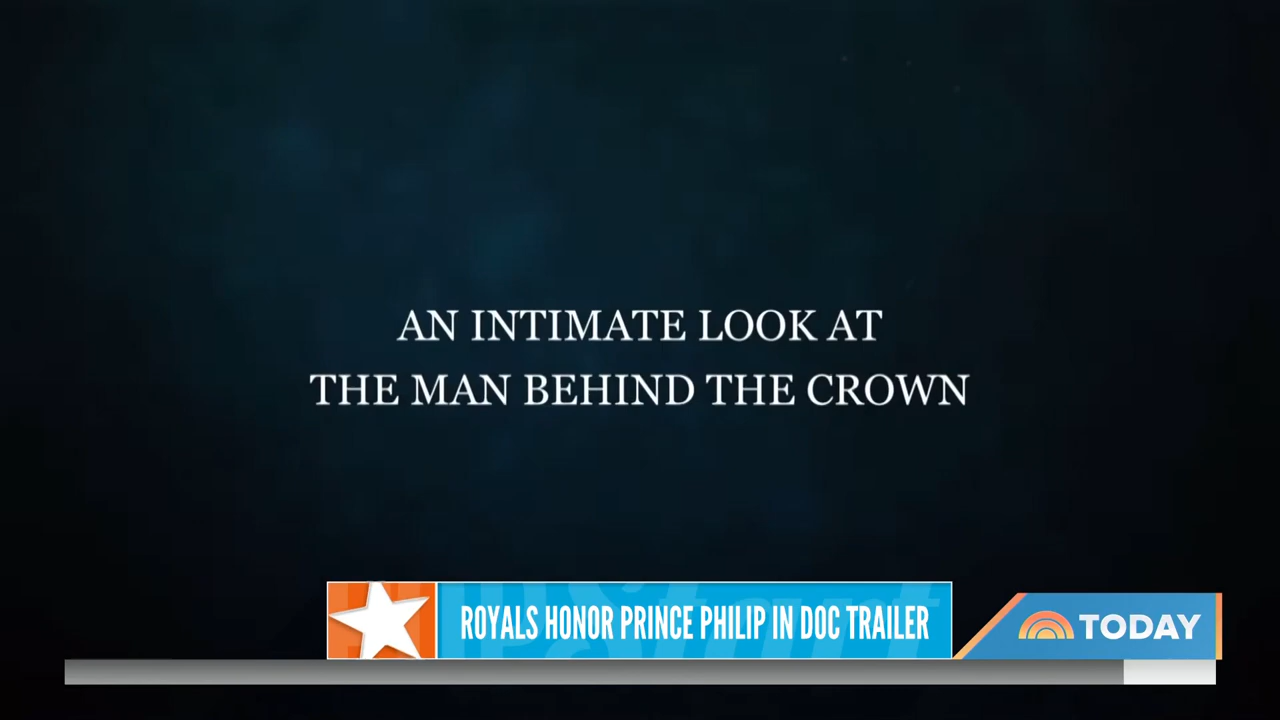 AN INTIMATE LOOK AT
THE MAN BEHIND THE CROWN
ROYALS HONOR PRINCE PHILIP IN DOC TRAILER
TODAY